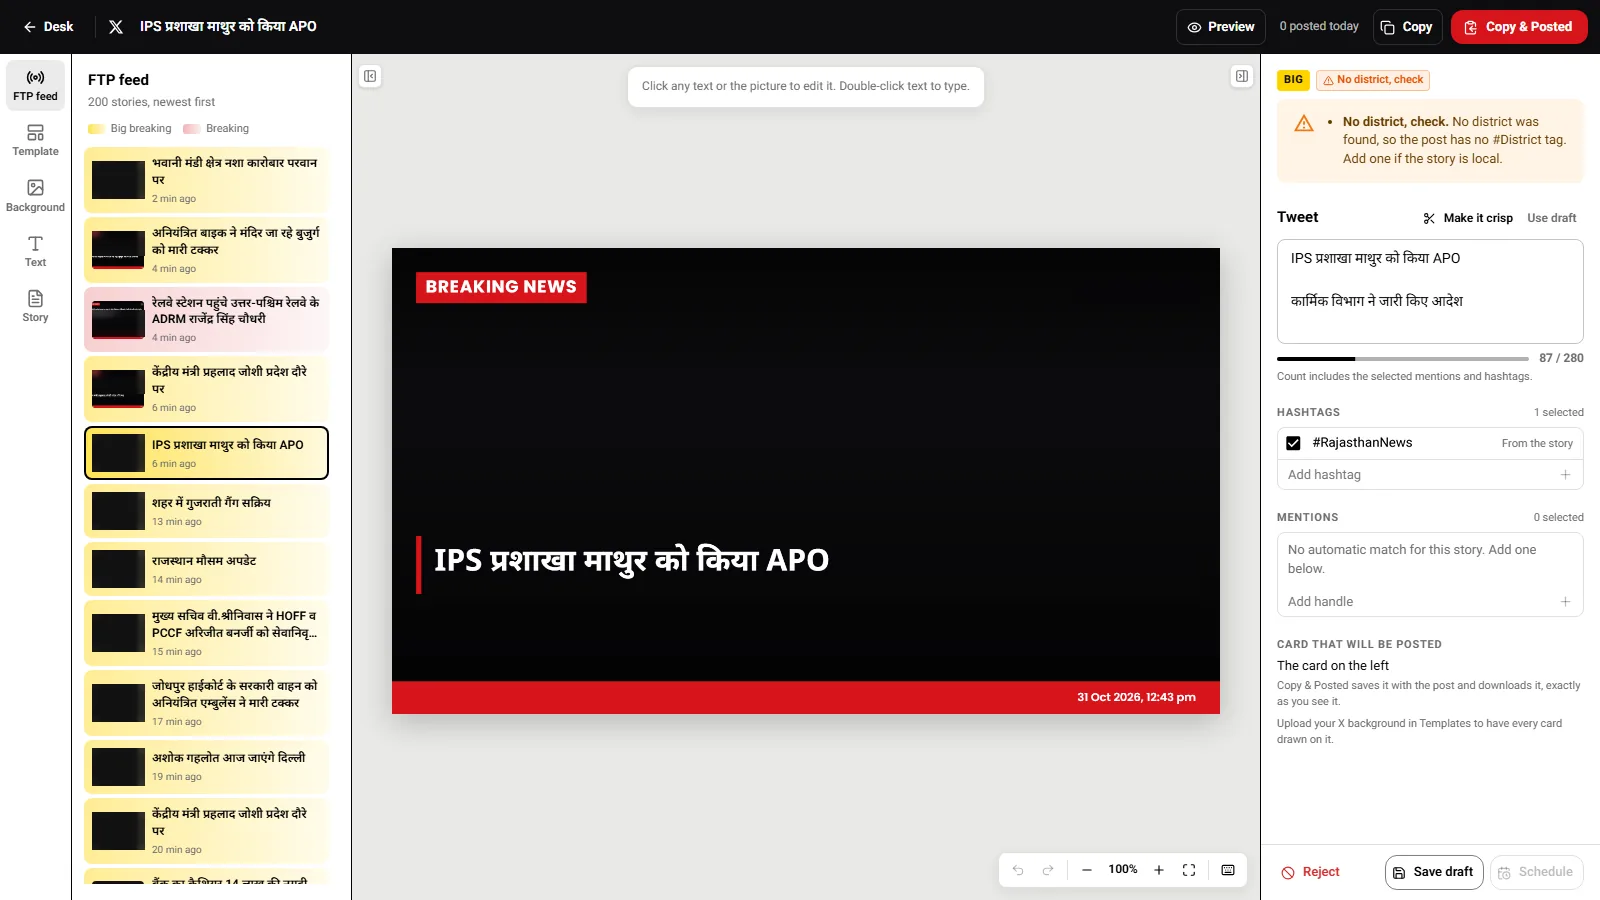 Desk
IPS प्रशाखा माथुर को किया APO
Preview
0 posted today
Copy
Copy & Posted
FTP feed
Template
Background
Text
Story
FTP feed
200 stories, newest first
Big breaking
Breaking
भवानी मंडी क्षेत्र नशा कारोबार परवान
पर
2 min ago
अनियंत्रित बाइक ने मंदिर जा रहे बुजुर्ग
को मारी टक्कर
4 min ago
रेलवे स्टेशन पहुंचे उत्तर-पश्चिम रेलवे के
ADRM राजेंद्र सिंह चौधरी
4 min ago
केंद्रीय मंत्री प्रहलाद जोशी प्रदेश दौरे
पर
6 min ago
IPS प्रशाखा माथुर को किया APO
6 min ago
शहर में गुजराती गैंग सक्रिय
13 min ago
राजस्थान मौसम अपडेट
14 min ago
मुख्य सचिव वी.श्रीनिवास ने HOFF व
PCCF अरिजीत बनर्जी को सेवानिवृ...
15 min ago
जोधपुर हाईकोर्ट के सरकारी वाहन को
अनियंत्रित एम्बुलेंस ने मारी टक्कर
17 min ago
अशोक गहलोत आज जाएंगे दिल्ली
19 min ago
केंद्रीय मंत्री प्रहलाद जोशी प्रदेश दौरे
पर
20 min ago
Click any text or the picture to edit it. Double-click text to type.
BREAKING NEWS
IPS प्रशाखा माथुर को किया APO
31 Oct 2026, 12:43 pm
100%
BIG
No district, check
No district, check. No district was
found, so the post has no #District tag.
Add one if the story is local.
Tweet
Make it crisp
Use draft
IPS प्रशाखा माथुर को किया APO
कार्मिक विभाग ने जारी किए आदेश
87 / 280
Count includes the selected mentions and hashtags.
HASHTAGS
1 selected
#RajasthanNews
From the story
Add hashtag
MENTIONS
0 selected
No automatic match for this story. Add one
below.
Add handle
CARD THAT WILL BE POSTED
The card on the left
Copy & Posted saves it with the post and downloads it, exactly
as you see it.
Upload your X background in Templates to have every card
drawn on it.
Reject
Save draft
Schedule